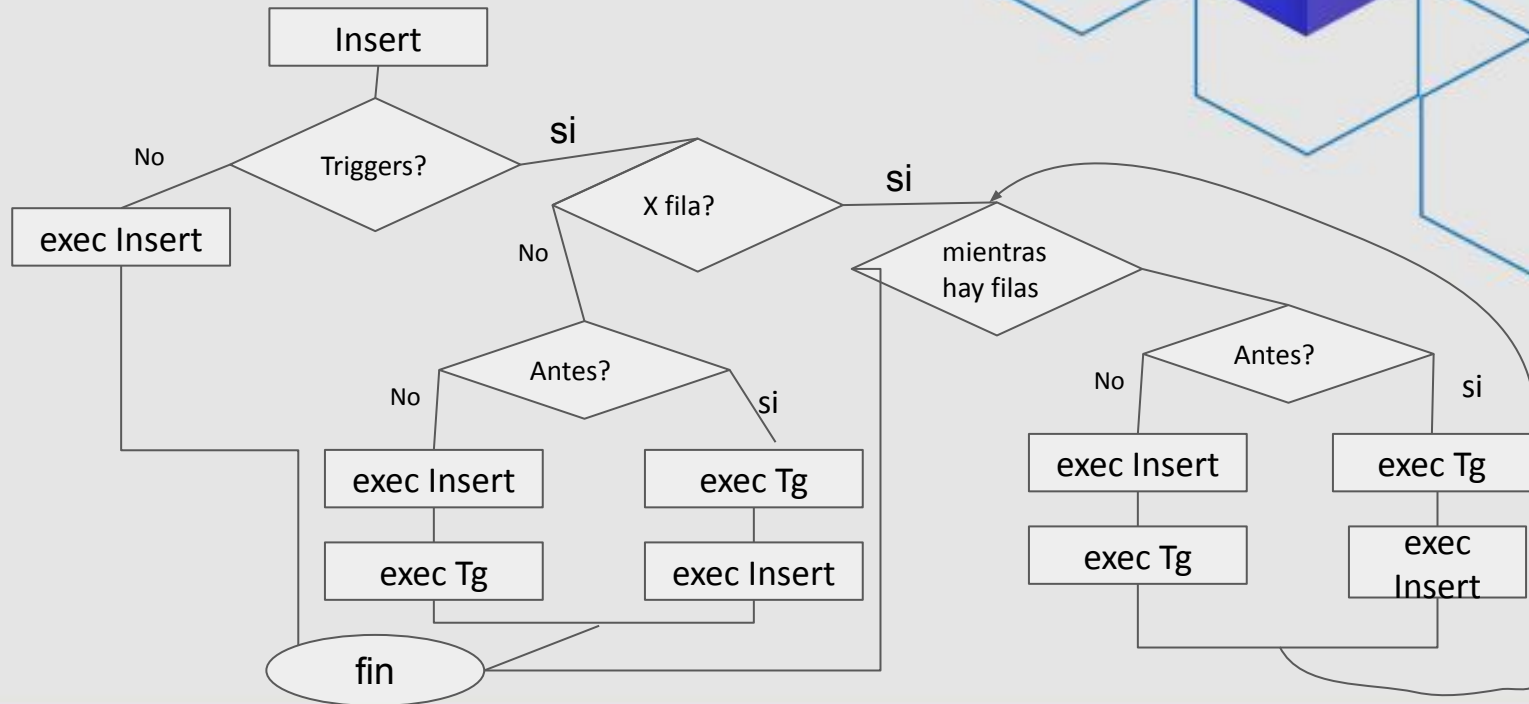 Insert
si
No
Triggers?
si
X fila?
exec Insert
No
mientras
hay filas
Antes?
Antes?
No
si
No
si
exec Insert
exec Tg
exec Insert
exec Tg
exec Tg
exec Insert
exec Tg
exec
Insert
fin